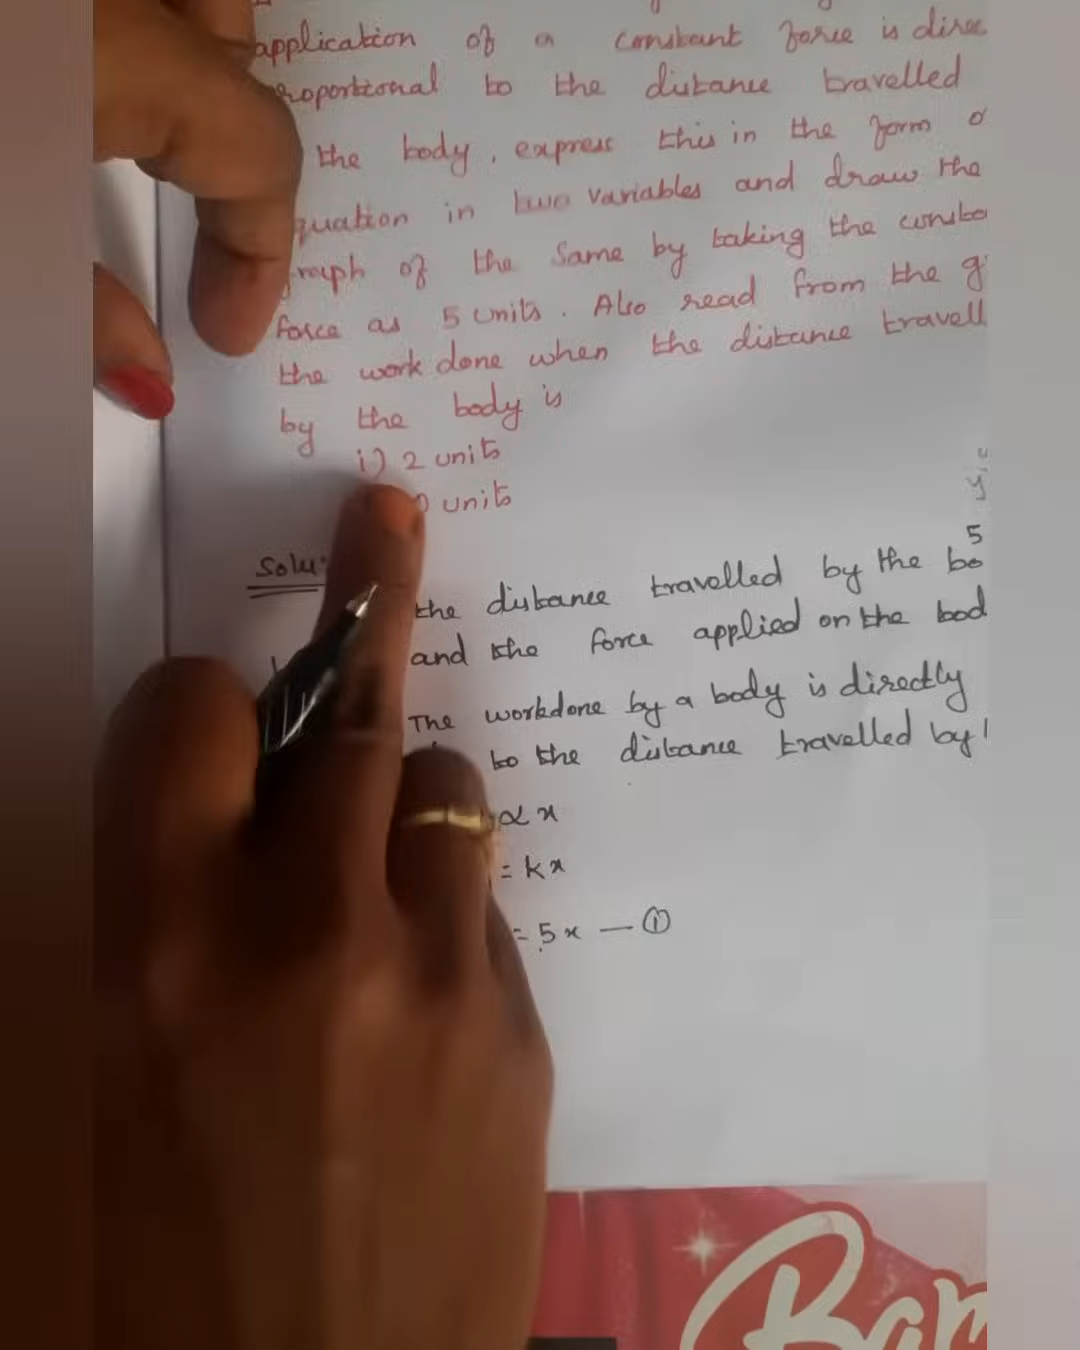 application of a constant force is direc
roportional to the distance travelled
the body, express this in the form o
quation in two variables and draw the
raph of the same by taking the consta
force as 5 units. Also read from the g
the work done when the distance travell
by the body is
i) 2 units
0 units
Solu
5
the distance travelled by the bo
and the force applied on the bod
The workdone by a body is directly
to the distance travelled by
∝ x
= kx
= 5x — ①
Bar